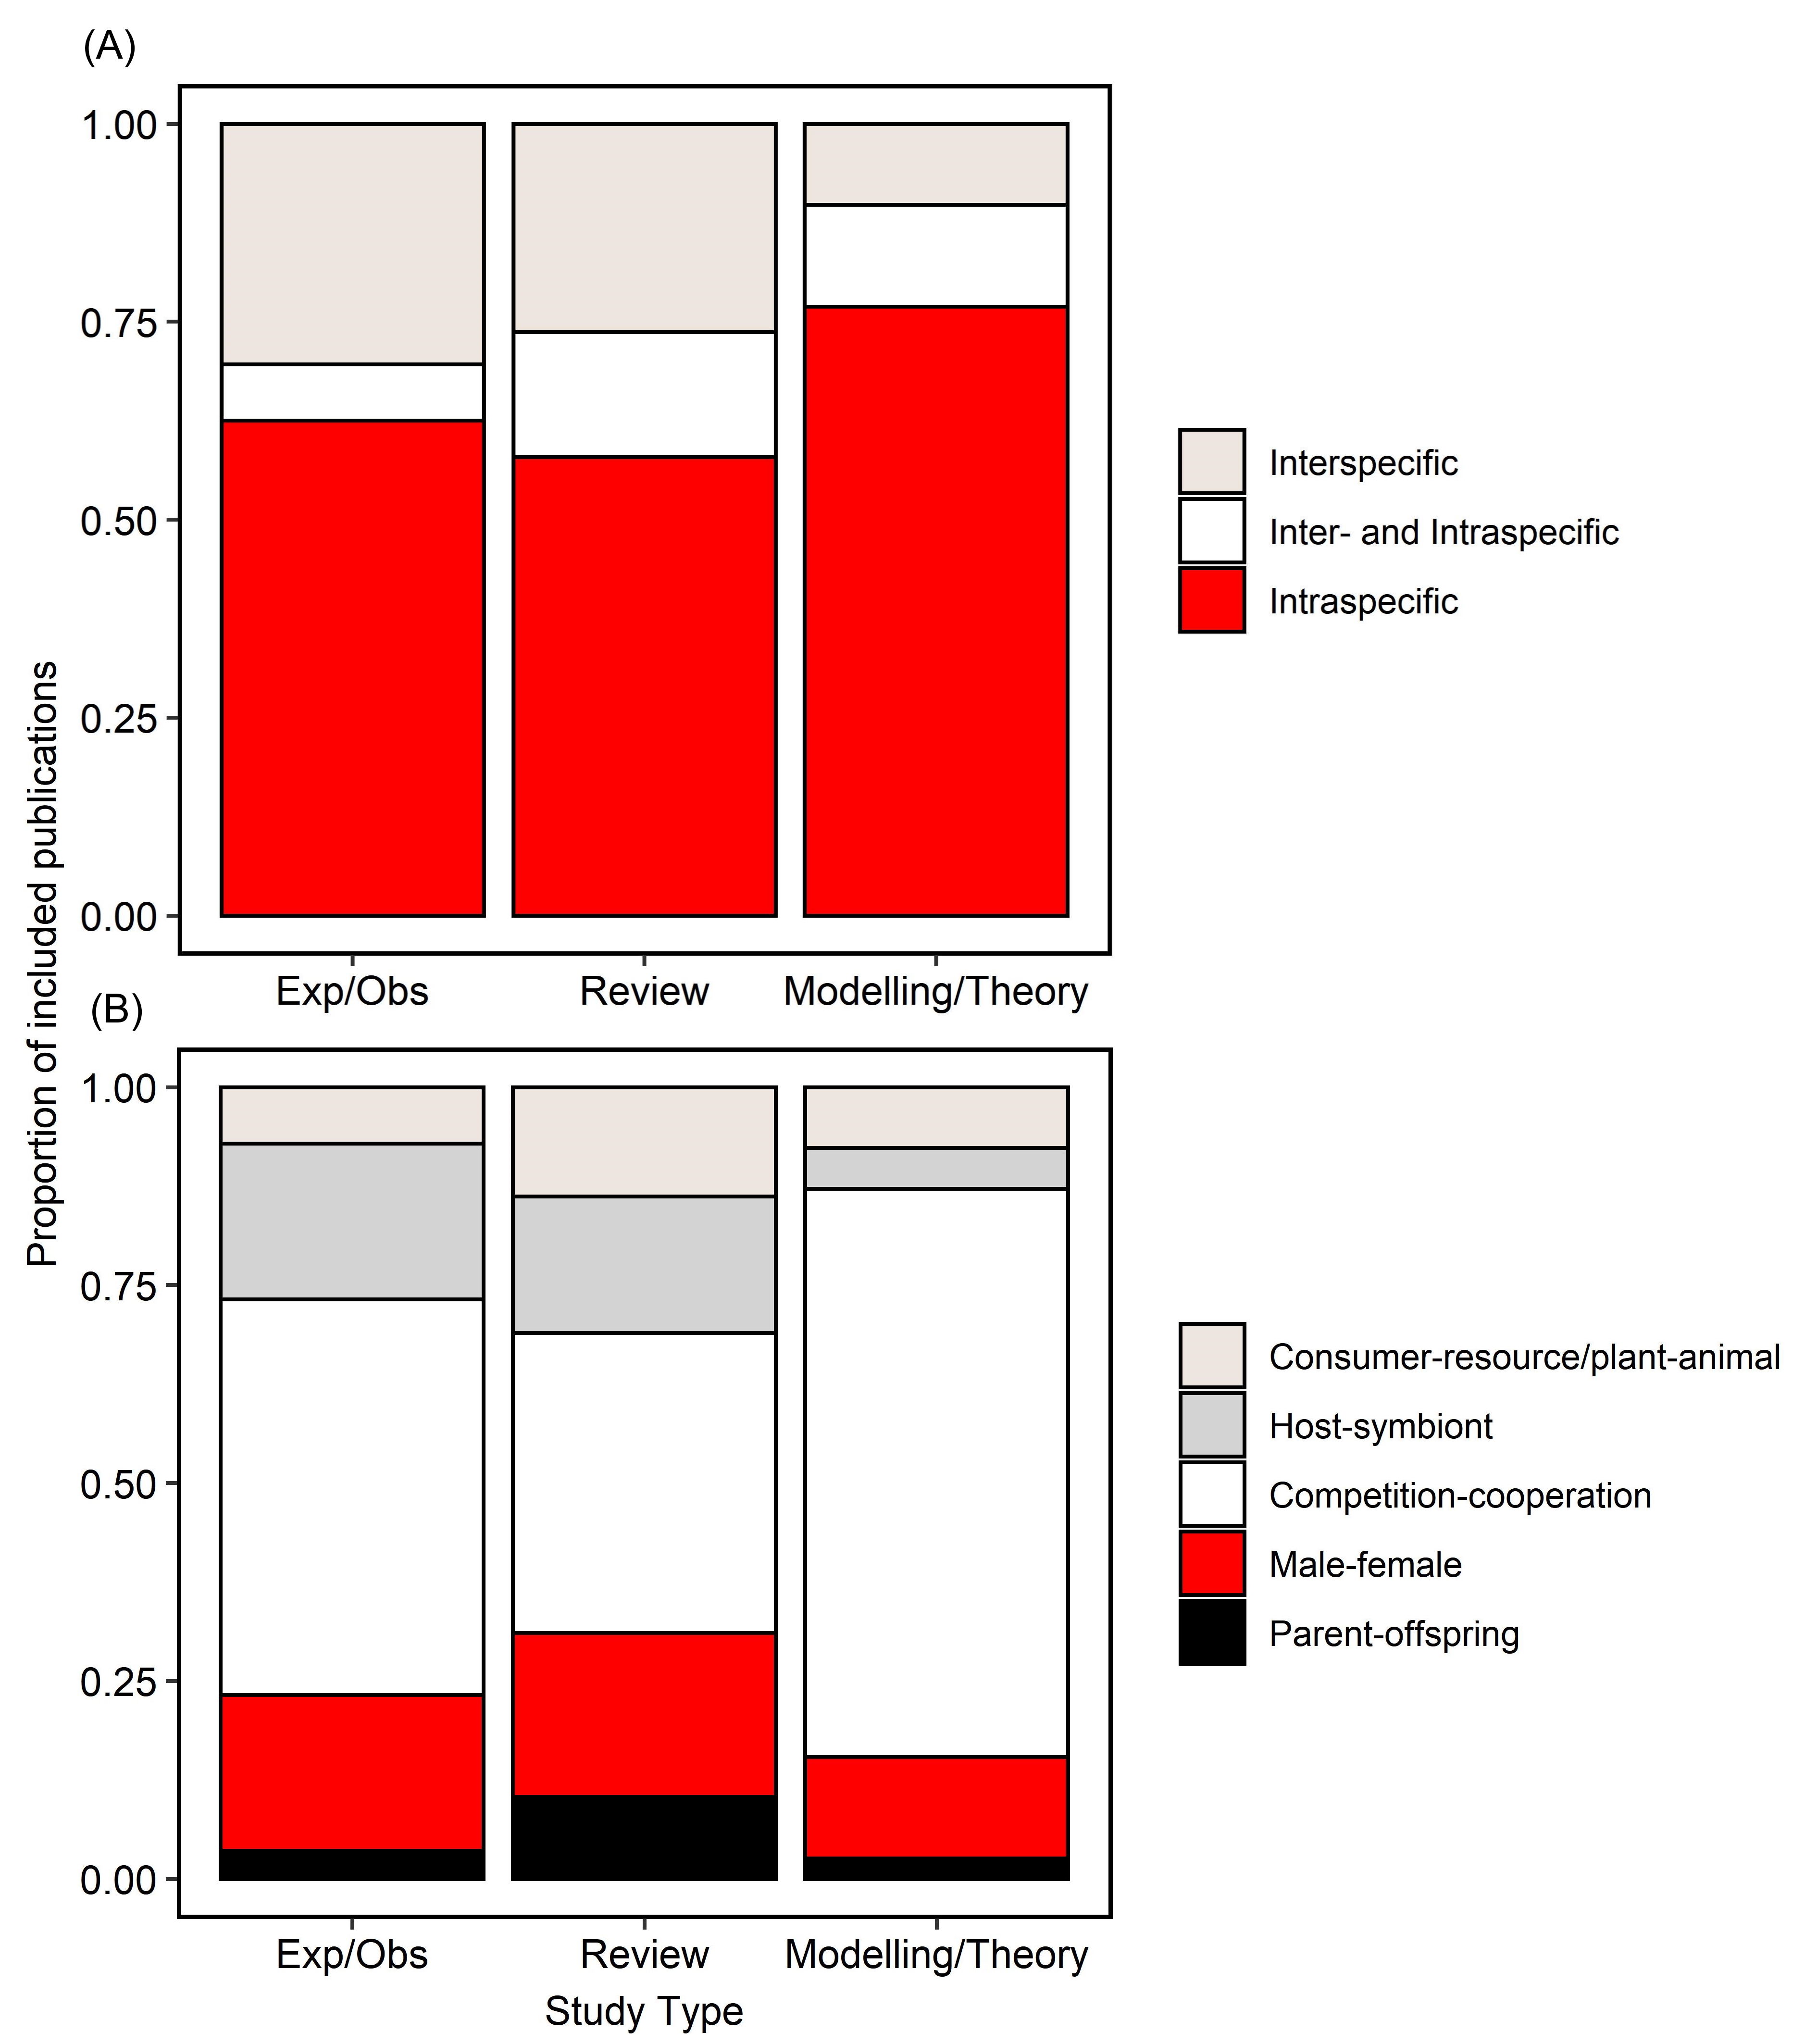 (A)
1.00
0.75
0.50
0.25
0.00
Exp/Obs Review Modelling/Theory
Interspecific
Inter- and Intraspecific
Intraspecific
Proportion of included publications
(B)
1.00
0.75
0.50
0.25
0.00
Exp/Obs Review Modelling/Theory
Study Type
Consumer-resource/plant-animal
Host-symbiont
Competition-cooperation
Male-female
Parent-offspring